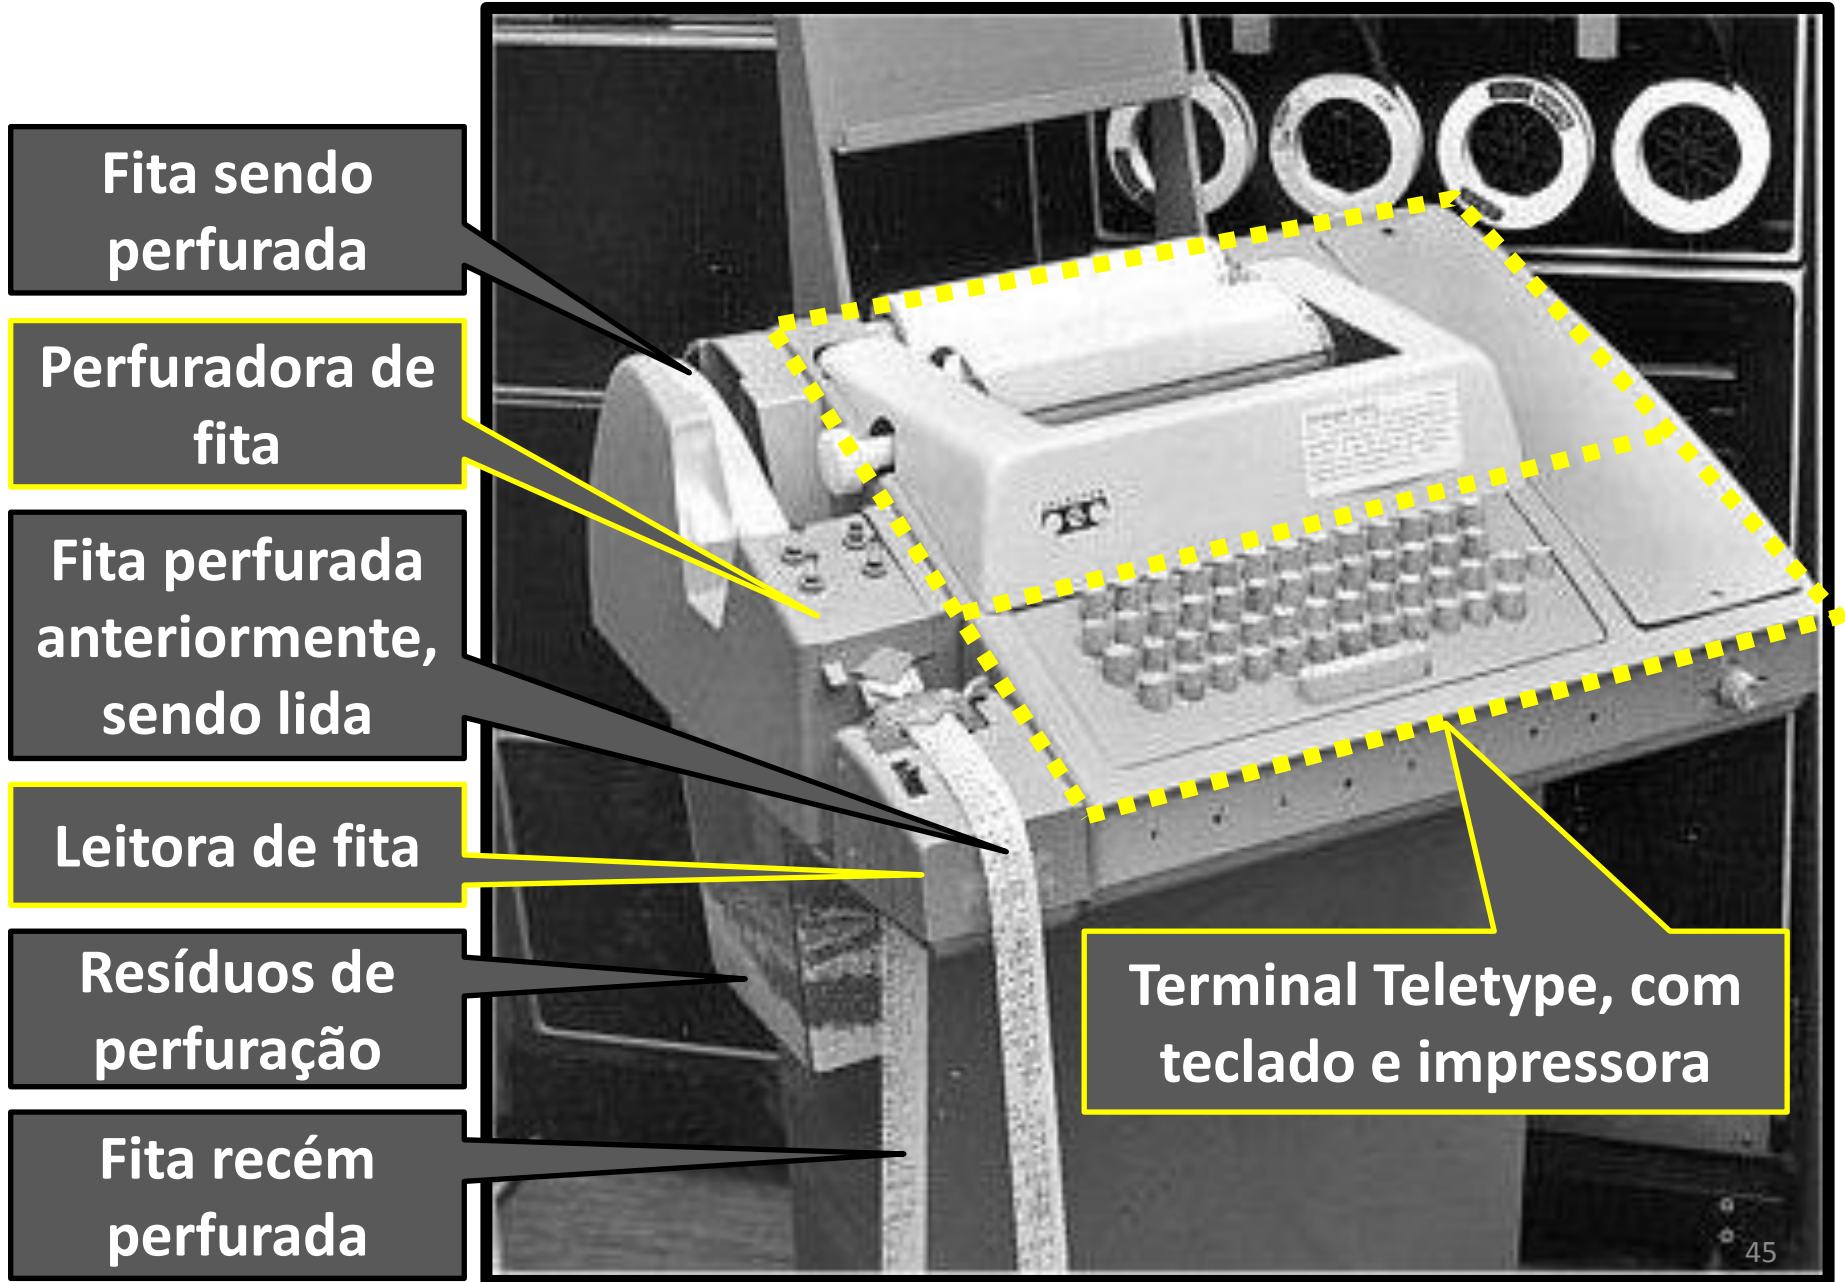 Fita sendo
perfurada
Perfuradora de
fita
Fita perfurada
anteriormente,
sendo lida
Leitora de fita
Resíduos de
perfuração
Fita recém
perfurada
Terminal Teletype, com
teclado e impressora
45